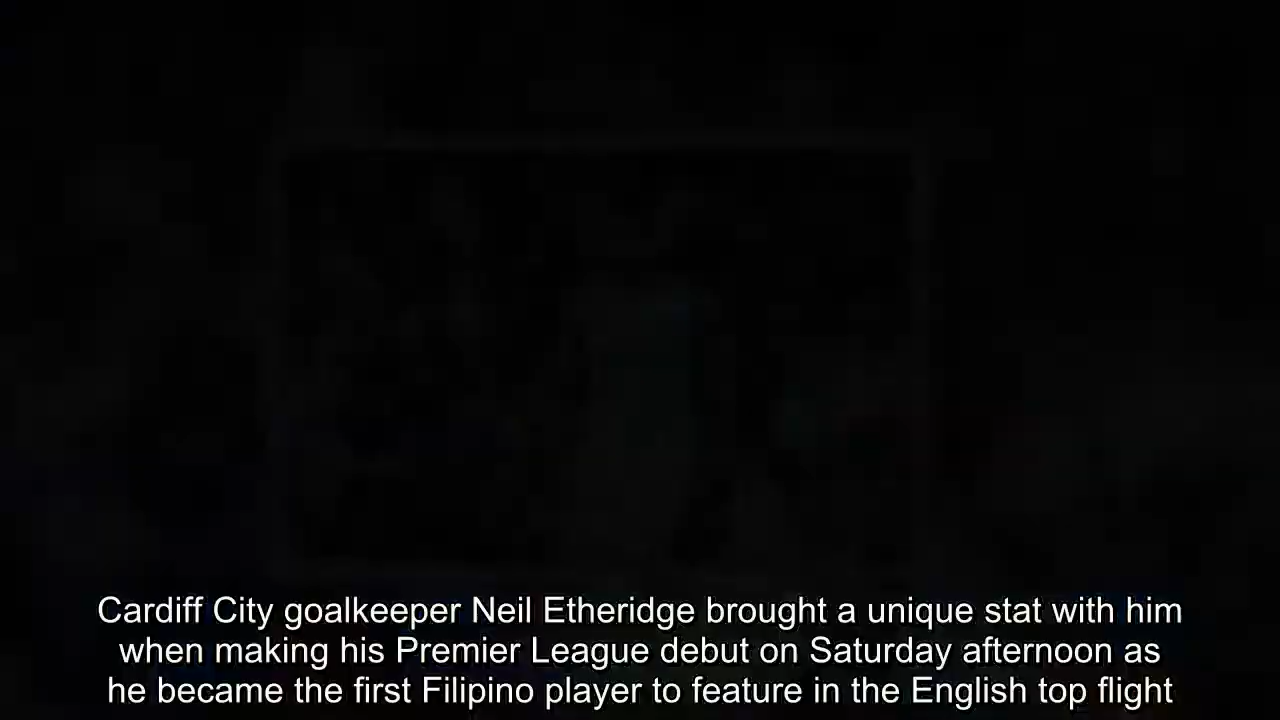 Cardiff City goalkeeper Neil Etheridge brought a unique stat with him
when making his Premier League debut on Saturday afternoon as
he became the first Filipino player to feature in the English top flight